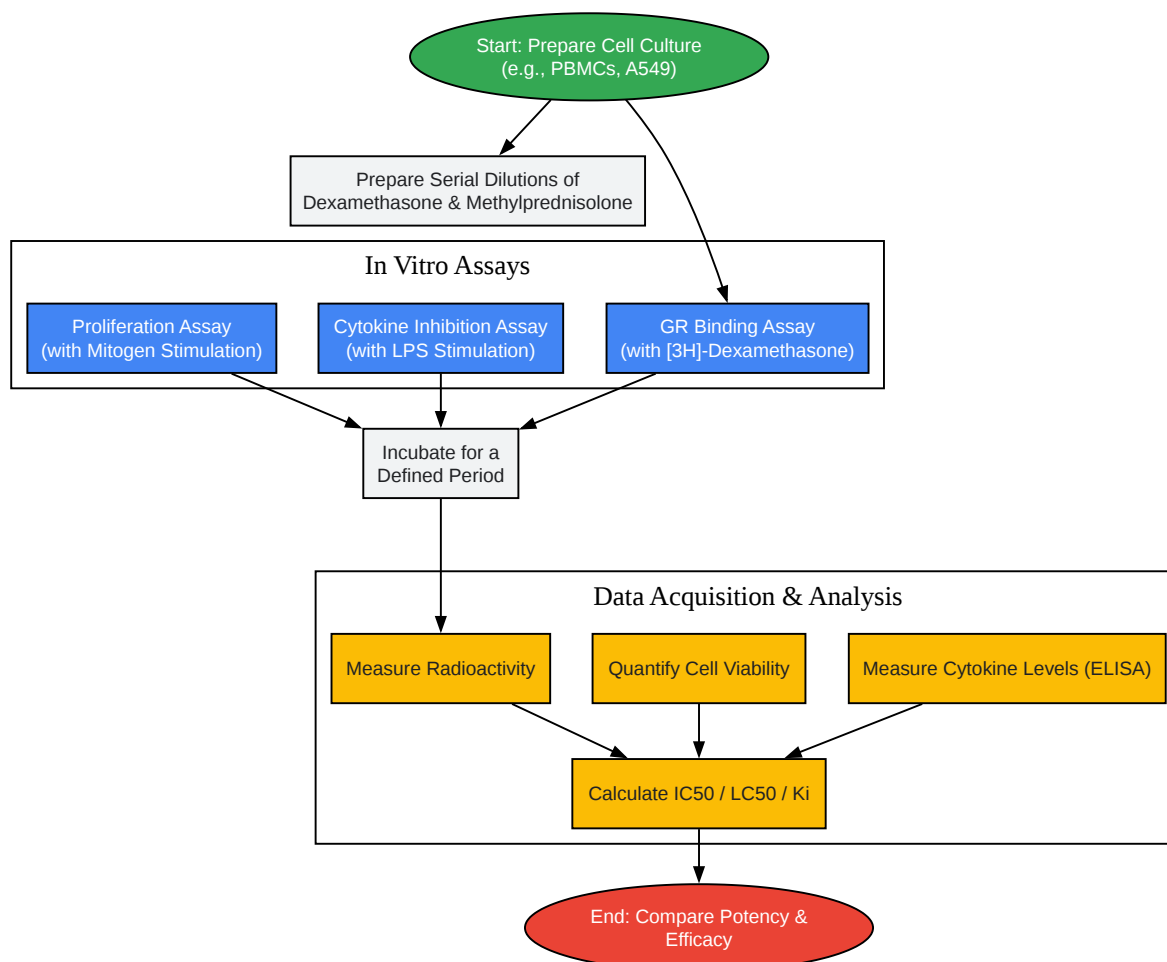 Start: Prepare Cell Culture
(e.g., PBMCs, A549)
Prepare Serial Dilutions of
Dexamethasone & Methylprednisolone
In Vitro Assays
Proliferation Assay
(with Mitogen Stimulation)
Cytokine Inhibition Assay
(with LPS Stimulation)
GR Binding Assay
(with [3H]-Dexamethasone)
Incubate for a
Defined Period
Data Acquisition & Analysis
Measure Radioactivity
Quantify Cell Viability
Measure Cytokine Levels (ELISA)
Calculate IC50 / LC50 / Ki
End: Compare Potency &
Efficacy